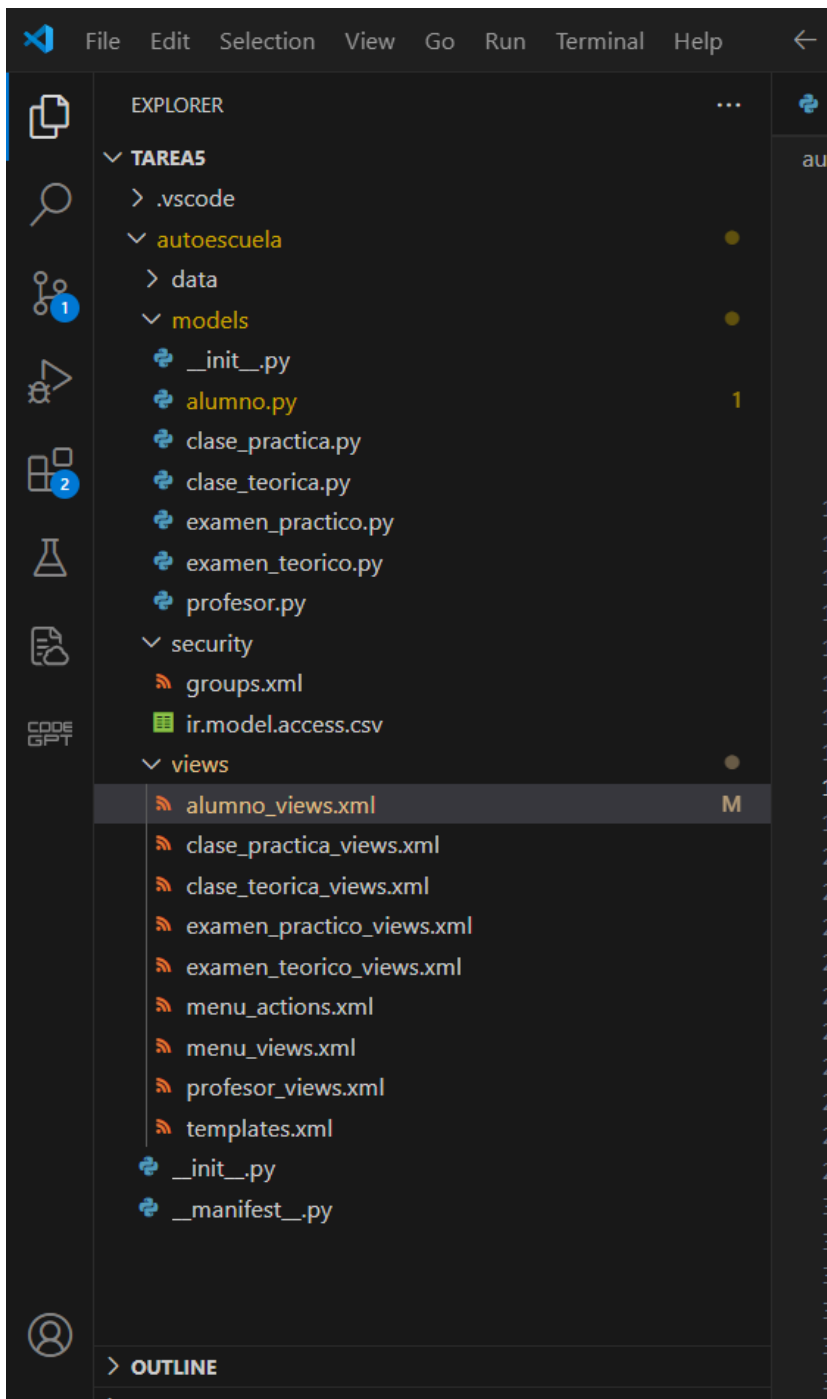 File Edit Selection View Go Run Terminal Help
EXPLORER
TAREA5
au
.vscode
autoescuela
data
1
models
__init__.py
alumno.py 1
clase_practica.py
2
clase_teorica.py
examen_practico.py
examen_teorico.py
profesor.py
security
groups.xml
CODE
GPT
ir.model.access.csv
views
alumno_views.xml M
clase_practica_views.xml
clase_teorica_views.xml
examen_practico_views.xml
examen_teorico_views.xml
menu_actions.xml
menu_views.xml
profesor_views.xml
templates.xml
__init__.py
__manifest__.py
OUTLINE